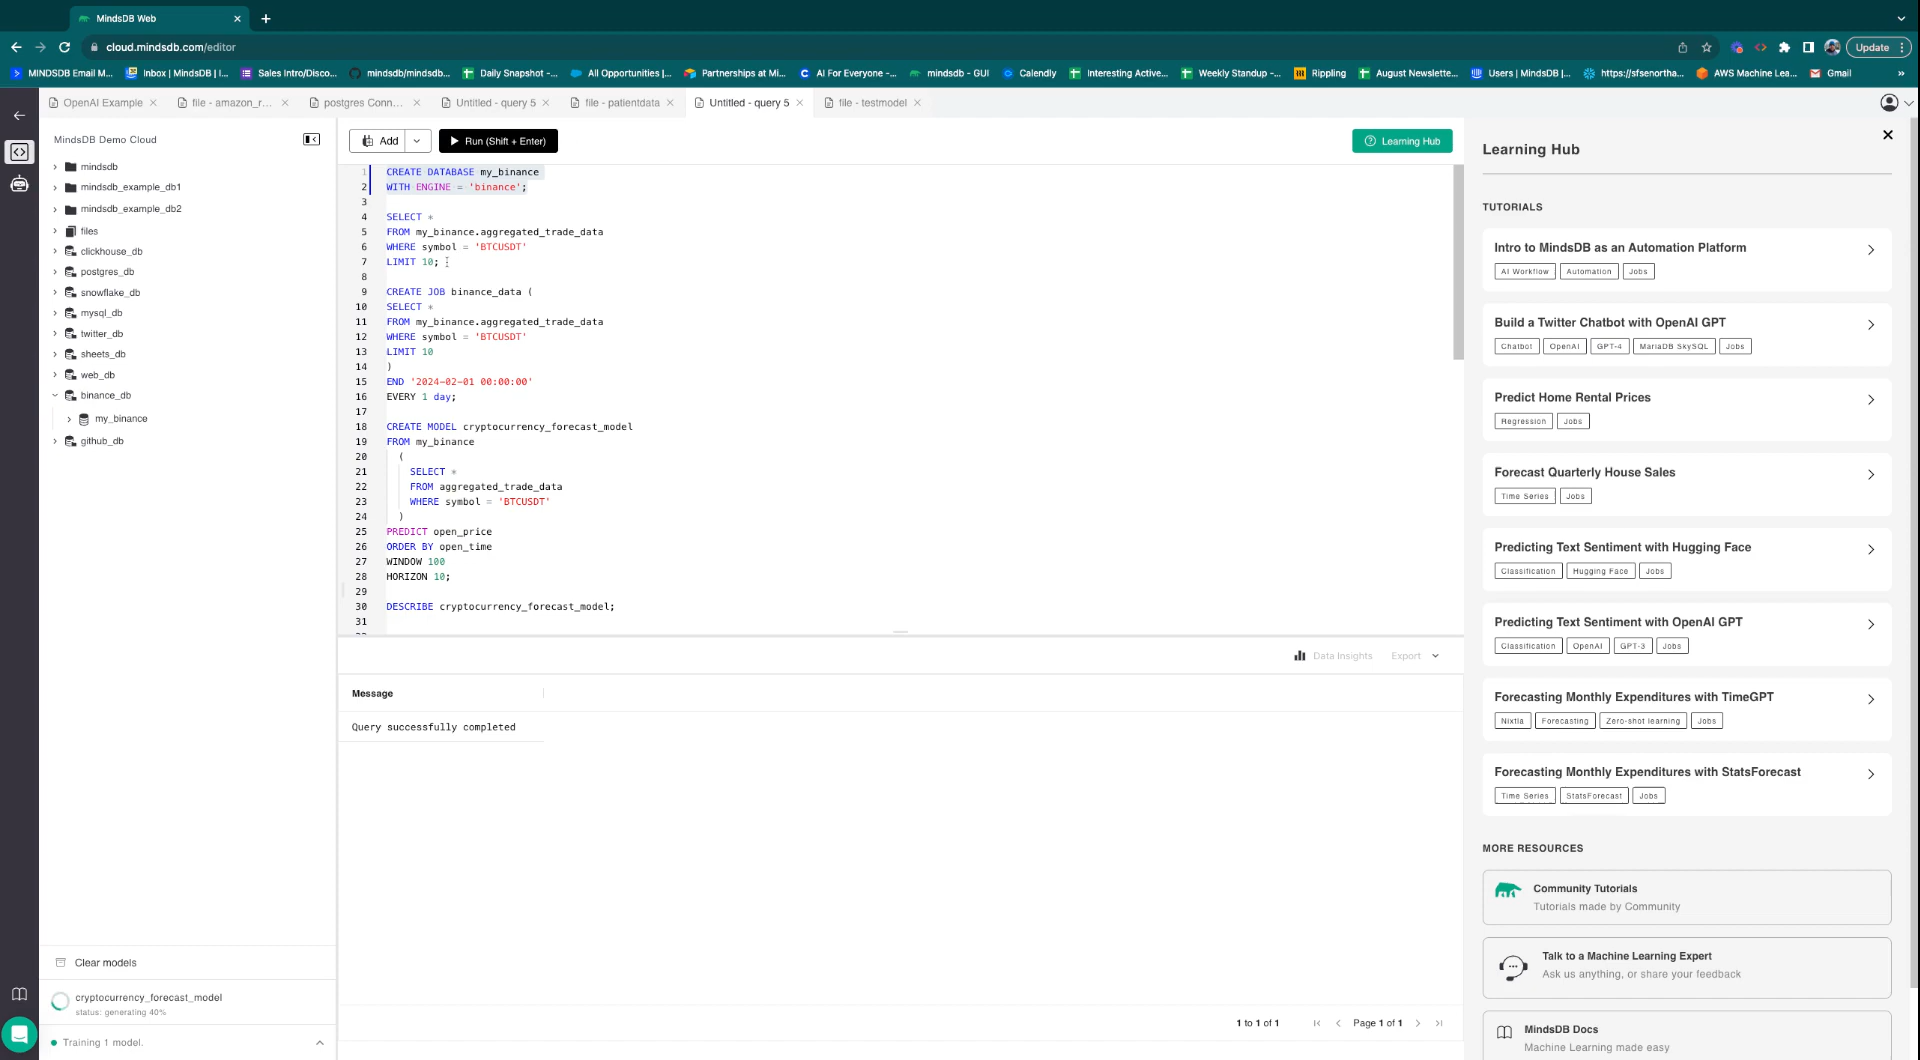 MindsDB Web
cloud.mindsdb.com/editor
Update
MINDSDB Email M...
Inbox | MindsDB | I...
Sales Intro/Disco...
mindsdb/mindsdb...
Daily Snapshot -...
All Opportunities |...
Partnerships at Mi...
AI For Everyone -...
mindsdb - GUI
Calendly
Interesting Active...
Weekly Standup -...
Rippling
August Newslette...
Users | MindsDB |...
https://sfsenortha...
AWS Machine Lea...
Gmail
OpenAI Example
file - amazon_r...
postgres Conn...
Untitled - query 5
file - patientdata
Untitled - query 5
file - testmodel
MindsDB Demo Cloud
mindsdb
mindsdb_example_db1
mindsdb_example_db2
files
clickhouse_db
postgres_db
snowflake_db
mysql_db
twitter_db
sheets_db
web_db
binance_db
my_binance
github_db
Clear models
cryptocurrency_forecast_model
status: generating 40%
Training 1 model.
Add
Run (Shift + Enter)
Learning Hub
1 CREATE DATABASE my_binance
2 WITH ENGINE = 'binance';
3
4 SELECT *
5 FROM my_binance.aggregated_trade_data
6 WHERE symbol = 'BTCUSDT'
7 LIMIT 10;
8
9 CREATE JOB binance_data (
10 SELECT *
11 FROM my_binance.aggregated_trade_data
12 WHERE symbol = 'BTCUSDT'
13 LIMIT 10
14 )
15 END '2024-02-01 00:00:00'
16 EVERY 1 day;
17
18 CREATE MODEL cryptocurrency_forecast_model
19 FROM my_binance
20 (
21 SELECT *
22 FROM aggregated_trade_data
23 WHERE symbol = 'BTCUSDT'
24 )
25 PREDICT open_price
26 ORDER BY open_time
27 WINDOW 100
28 HORIZON 10;
29
30 DESCRIBE cryptocurrency_forecast_model;
31
Data Insights
Export
Message
Query successfully completed
1 to 1 of 1
Page 1 of 1
Learning Hub
TUTORIALS
Intro to MindsDB as an Automation Platform
AI Workflow Automation Jobs
Build a Twitter Chatbot with OpenAI GPT
Chatbot OpenAI GPT-4 MariaDB SkySQL Jobs
Predict Home Rental Prices
Regression Jobs
Forecast Quarterly House Sales
Time Series Jobs
Predicting Text Sentiment with Hugging Face
Classification Hugging Face Jobs
Predicting Text Sentiment with OpenAI GPT
Classification OpenAI GPT-3 Jobs
Forecasting Monthly Expenditures with TimeGPT
Nixtla Forecasting Zero-shot learning Jobs
Forecasting Monthly Expenditures with StatsForecast
Time Series StatsForecast Jobs
MORE RESOURCES
Community Tutorials
Tutorials made by Community
Talk to a Machine Learning Expert
Ask us anything, or share your feedback
MindsDB Docs
Machine Learning made easy